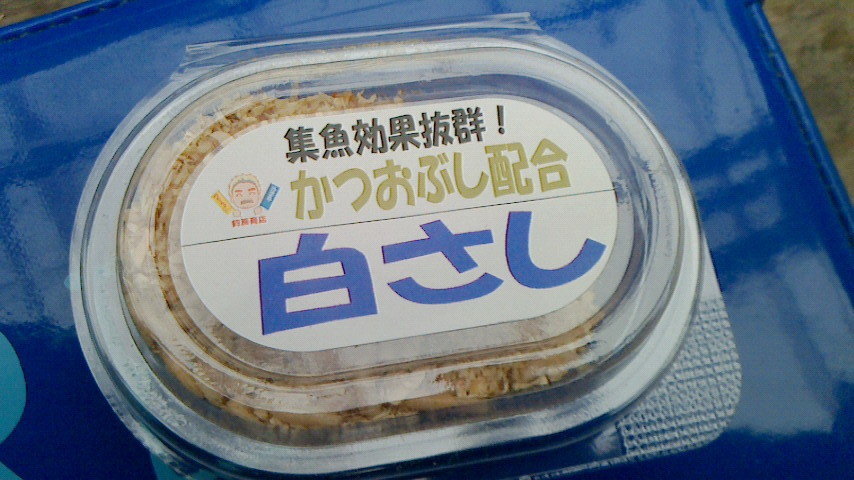 集魚効果抜群！
かつおぶし配合
白さし